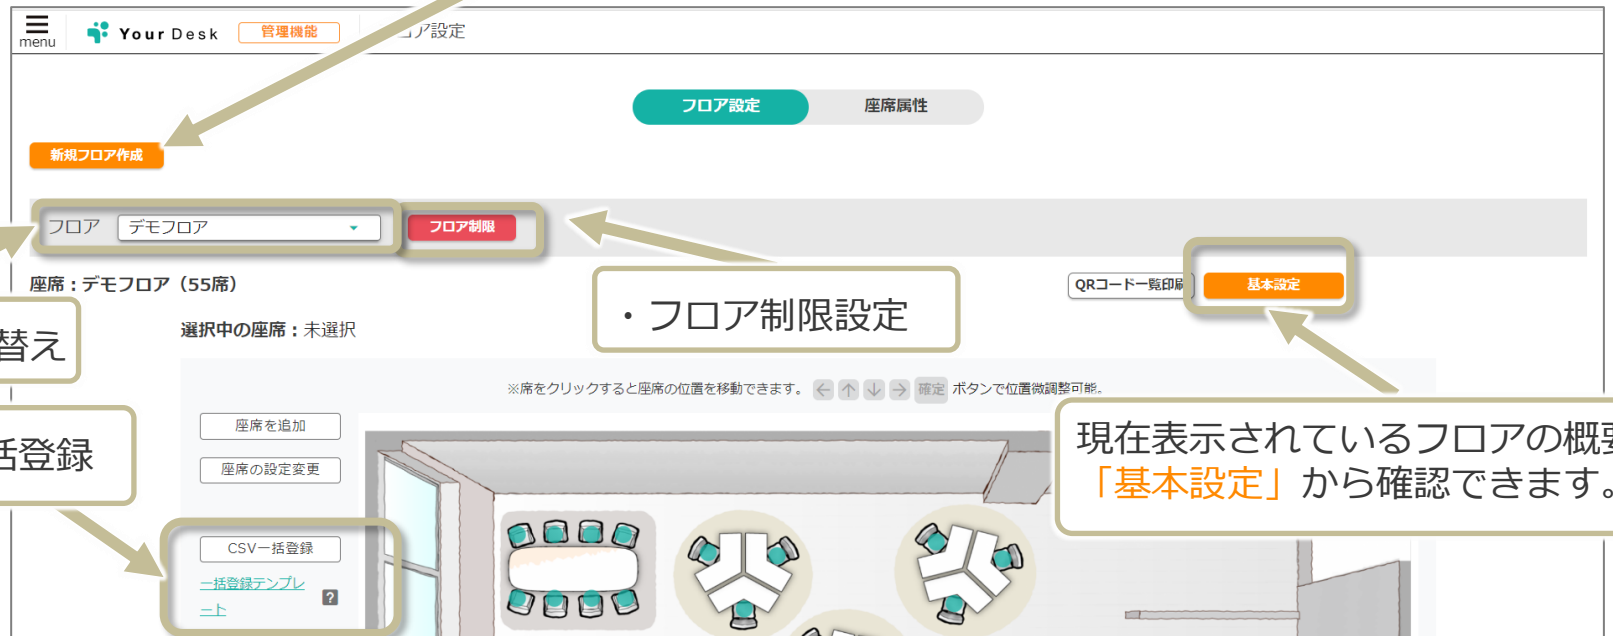 menu
Your Desk
管理機能
ア設定
フロア設定
座席属性
新規フロア作成
フロア
デモフロア
フロア制限
座席：デモフロア（55席）
QRコード一覧印刷
基本設定
・フロア制限設定
替え
選択中の座席：未選択
※席をクリックすると座席の位置を移動できます。 ← ↑ ↓ → 確定 ボタンで位置微調整可能。
座席を追加
現在表示されているフロアの概要
「基本設定」から確認できます。
括登録
座席の設定変更
CSV一括登録
一括登録テンプレ
ート
?